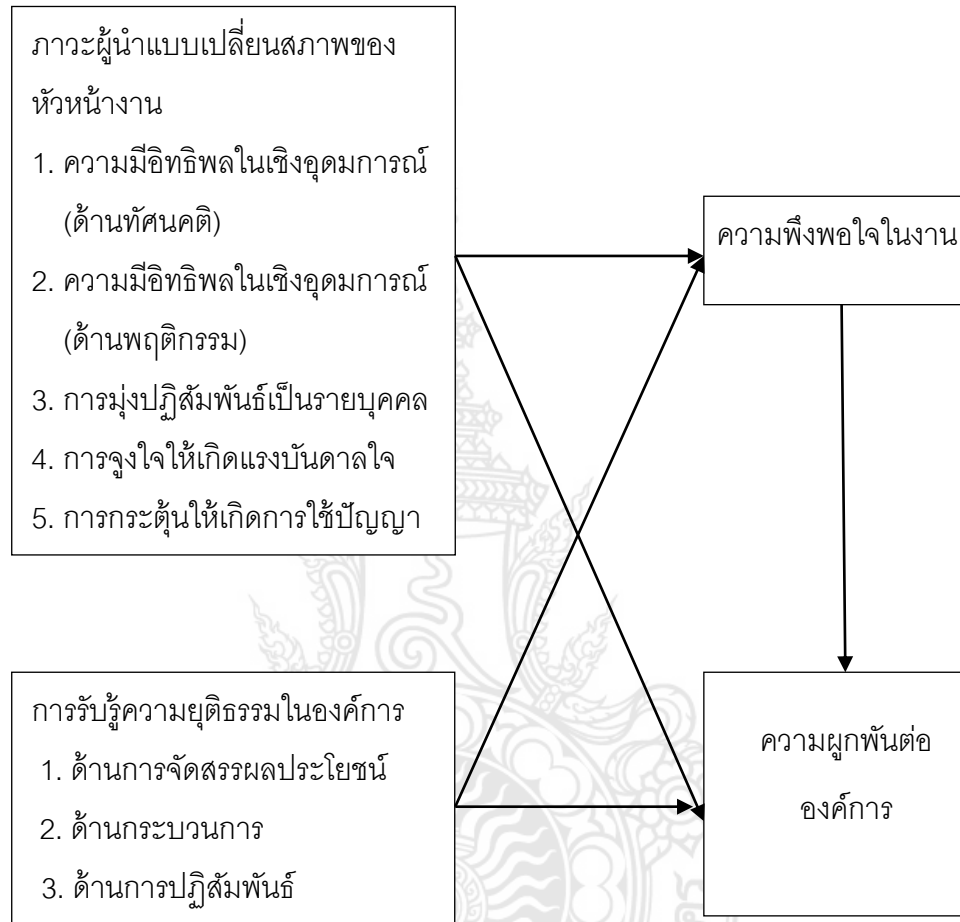 ภาวะผู้นำแบบเปลี่ยนสภาพของ
หัวหน้างาน
1. ความมีอิทธิพลในเชิงอุดมการณ์
(ด้านทัศนคติ)
2. ความมีอิทธิพลในเชิงอุดมการณ์
(ด้านพฤติกรรม)
3. การมุ่งปฏิสัมพันธ์เป็นรายบุคคล
4. การจูงใจให้เกิดแรงบันดาลใจ
5. การกระตุ้นให้เกิดการใช้ปัญญา
ความพึงพอใจในงาน
การรับรู้ความยุติธรรมในองค์การ
1. ด้านการจัดสรรผลประโยชน์
2. ด้านกระบวนการ
3. ด้านการปฏิสัมพันธ์
ความผูกพันต่อ
องค์การ